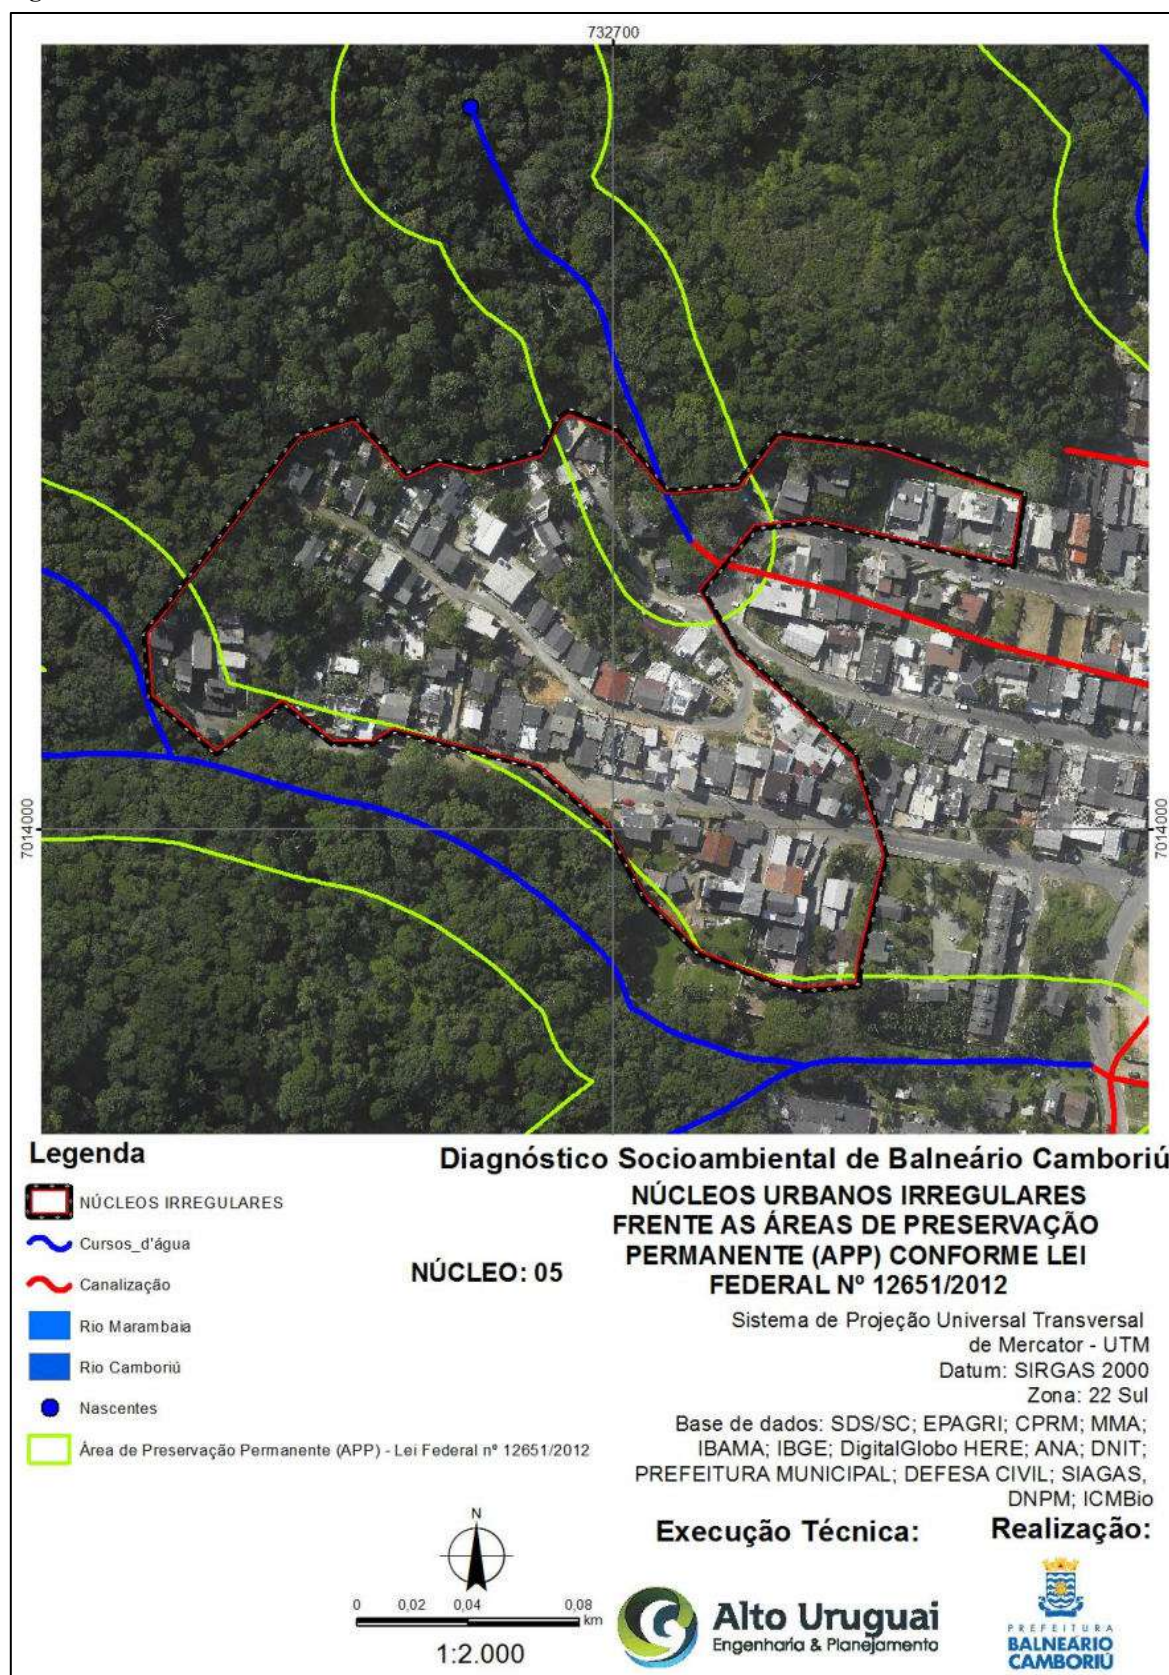 732700
7014000
7014000
Legenda
NÚCLEOS IRREGULARES
Cursos_d'água
Canalização
Rio Marambaia
Rio Camboriú
Nascentes
Área de Preservação Permanente (APP) - Lei Federal nº 12651/2012
Diagnóstico Socioambiental de Balneário Camboriú
NÚCLEO: 05
NÚCLEOS URBANOS IRREGULARES
FRENTE AS ÁREAS DE PRESERVAÇÃO
PERMANENTE (APP) CONFORME LEI
FEDERAL Nº 12651/2012
Sistema de Projeção Universal Transversal
de Mercator - UTM
Datum: SIRGAS 2000
Zona: 22 Sul
Base de dados: SDS/SC; EPAGRI; CPRM; MMA;
IBAMA; IBGE; DigitalGlobo HERE; ANA; DNIT;
PREFEITURA MUNICIPAL; DEFESA CIVIL; SIAGAS,
DNPM; ICMBio
N
0 0,02 0,04 0,08
km
1:2.000
Execução Técnica:
Alto Uruguai
Engenharia & Planejamento
Realização:
PREFEITURA
BALNEÁRIO
CAMBORIÚ